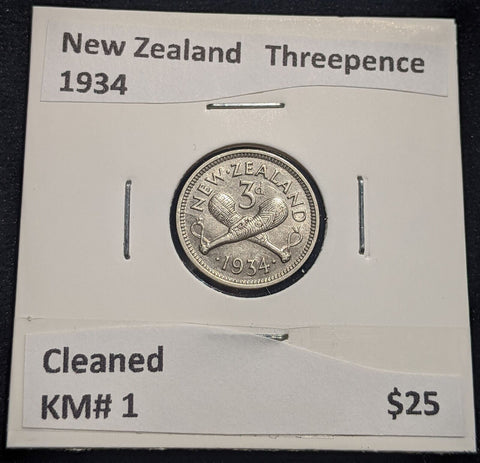 New Zealand Threepence
1934
NEW·ZEALAND
3d
·1934·
Cleaned
KM# 1 $25